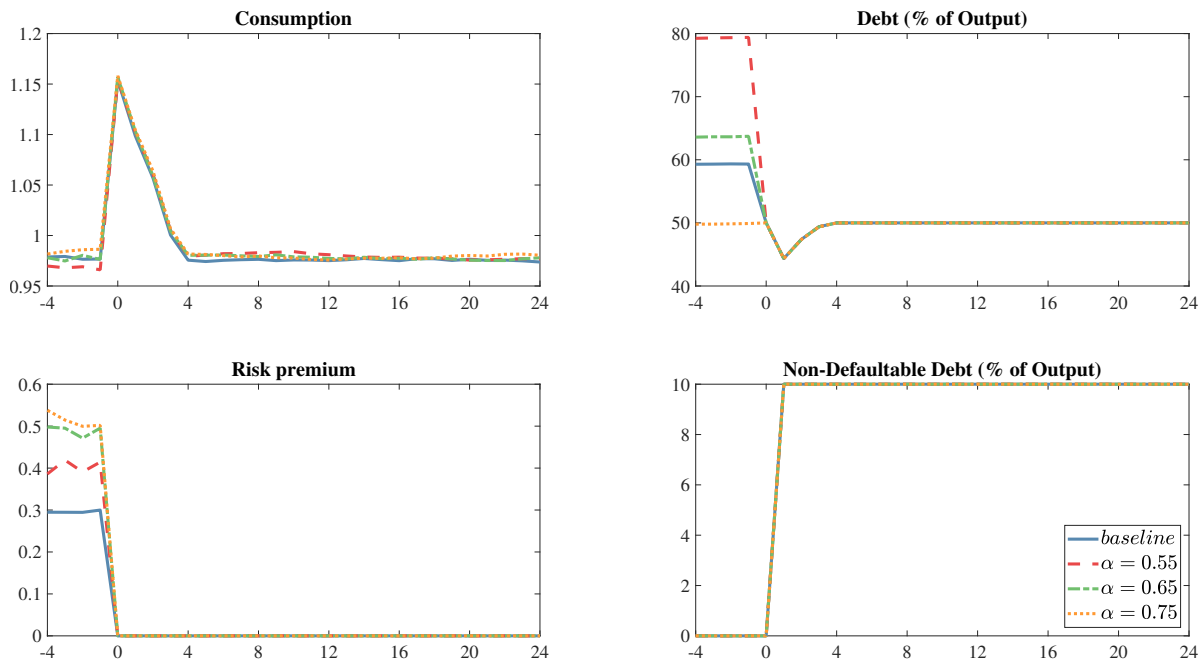 Consumption
1.2
1.15
1.1
1.05
1
0.95
-4 0 4 8 12 16 20 24
Debt (% of Output)
80
70
60
50
40
-4 0 4 8 12 16 20 24
Risk premium
0.6
0.5
0.4
0.3
0.2
0.1
0
-4 0 4 8 12 16 20 24
Non-Defaultable Debt (% of Output)
10
8
6
4
2
0
-4 0 4 8 12 16 20 24
baseline
α = 0.55
α = 0.65
α = 0.75